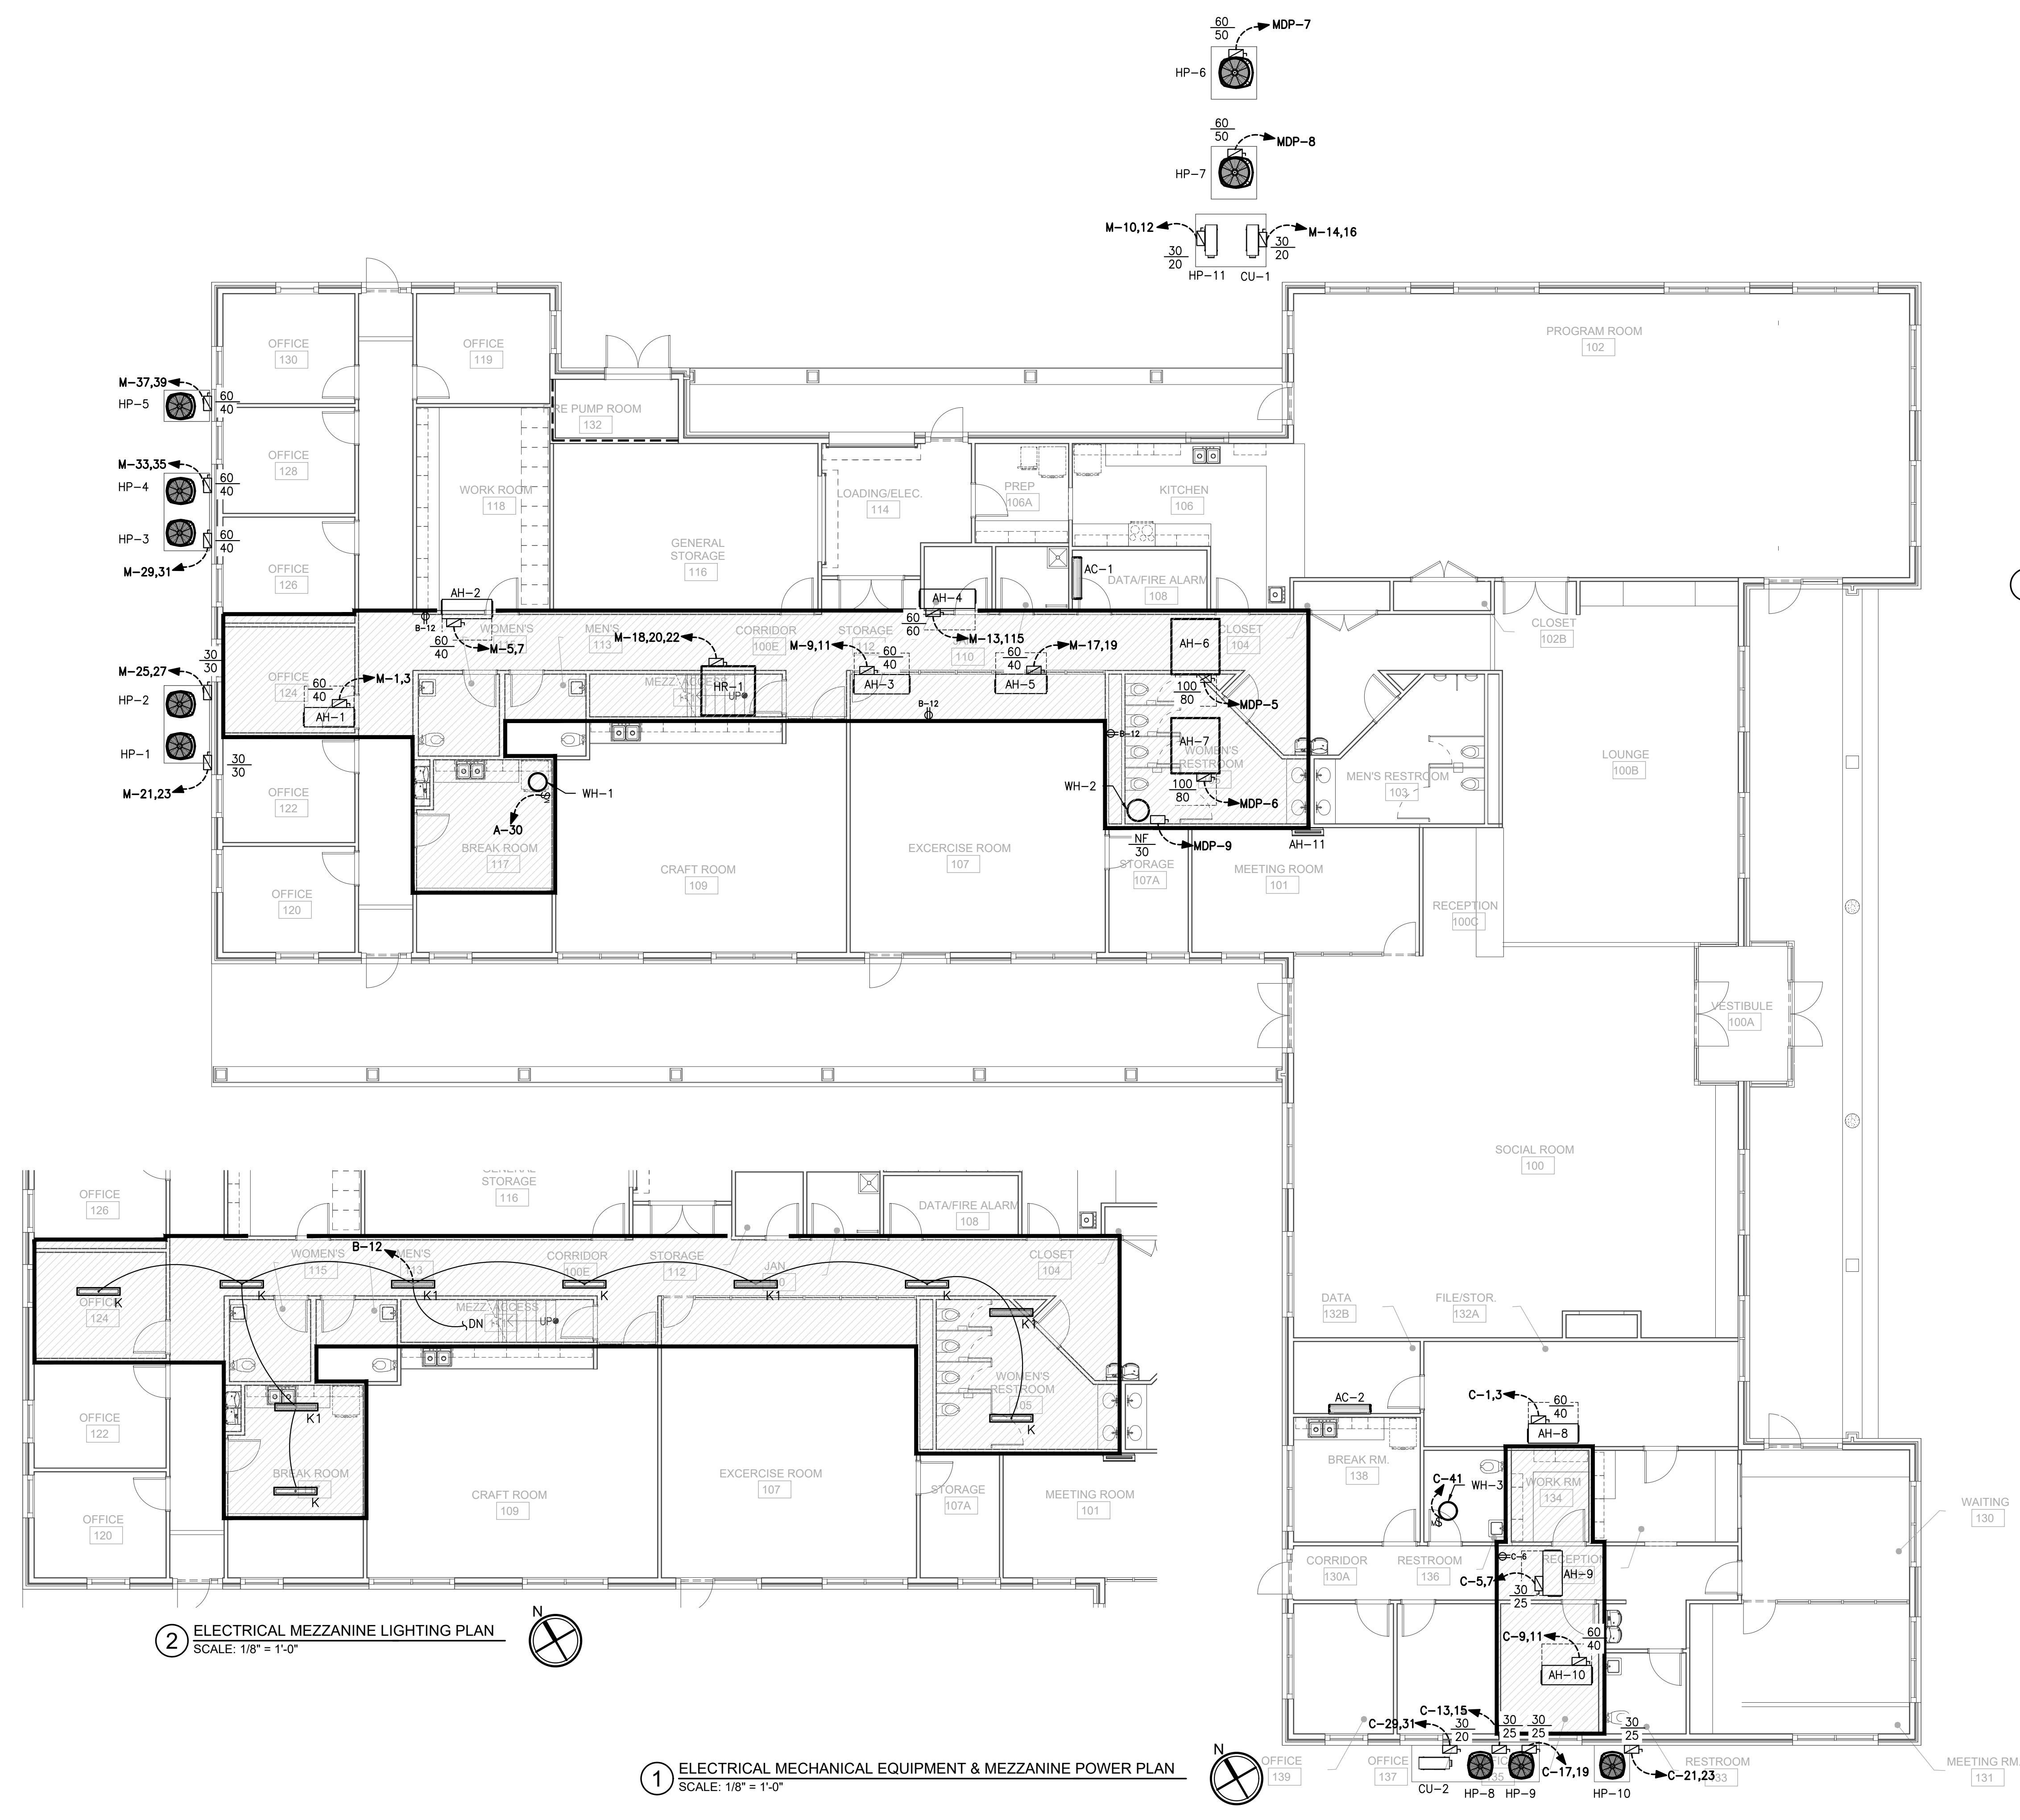 60
50
MDP-7
HP-6
60
50
MDP-8
HP-7
M-10,12
M-14,16
30
20
30
20
HP-11
CU-1
OFFICE
130
OFFICE
119
PROGRAM ROOM
102
M-37,39
HP-5
60
40
RE PUMP ROOM
132
M-33,35
HP-4
60
40
OFFICE
128
WORK ROOM
118
LOADING/ELEC.
114
PREP
106A
KITCHEN
106
HP-3
60
40
M-29,31
GENERAL
STORAGE
116
OFFICE
126
AC-1
DATA/FIRE ALARM
108
AH-2
AH-4
B-12
60
40
WOMEN'S
M-5,7
MEN'S
113
M-18,20,22
CORRIDOR
100E
STORAGE
112
M-9,11
60
60
M-13,115
110
M-17,19
AH-6
CLOSET
104
CLOSET
102B
30
30
M-25,27
HP-2
OFFICE
124
60
40
M-1,3
AH-1
MEZZ ACCESS
HR-1
UP
60
40
AH-3
60
40
AH-5
B-12
100
80
MDP-5
B-12
AH-7
WOMEN'S
RESTROOM
HP-1
30
30
M-21,23
OFFICE
122
WH-1
A-30
BREAK ROOM
117
WH-2
100
80
MDP-6
MEN'S RESTROOM
103
LOUNGE
100B
NF
30
MDP-9
AH-11
CRAFT ROOM
109
EXCERCISE ROOM
107
STORAGE
107A
MEETING ROOM
101
OFFICE
120
RECEPTION
100C
VESTIBULE
100A
SOCIAL ROOM
100
STORAGE
116
OFFICE
126
DATA/FIRE ALARM
108
B-12
WOMEN'S
115
MEN'S
113
CORRIDOR
100E
STORAGE
112
JAN
CLOSET
104
K
K
K1
K
K1
K
K1
OFFICE
124
MEZZ ACCESS
DN
UP
WOMEN'S
RESTROOM
105
K
OFFICE
122
K1
BREAK ROOM
K
CRAFT ROOM
109
EXCERCISE ROOM
107
STORAGE
107A
MEETING ROOM
101
OFFICE
120
DATA
132B
FILE/STOR.
132A
AC-2
C-1,3
60
40
AH-8
BREAK RM.
138
C-41
WH-3
WORK RM
134
WAITING
130
CORRIDOR
130A
RESTROOM
136
C-6
RECEPTION
C-5,7
AH-9
30
25
C-9,11
60
40
AH-10
C-13,15
C-29,31
30
20
30
25
30
25
30
25
C-17,19
C-21,23
CU-2
HP-8
HP-9
HP-10
OFFICE
139
OFFICE
137
135
RESTROOM
133
MEETING RM.
131
2
ELECTRICAL MEZZANINE LIGHTING PLAN
SCALE: 1/8" = 1'-0"
N
1
ELECTRICAL MECHANICAL EQUIPMENT & MEZZANINE POWER PLAN
SCALE: 1/8" = 1'-0"
N